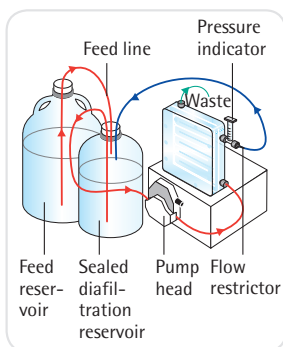 Pressure
indicator
Feed line
Waste
Feed
reser-
voir
Sealed
diafil-
tration
reservoir
Pump
head
Flow
restrictor